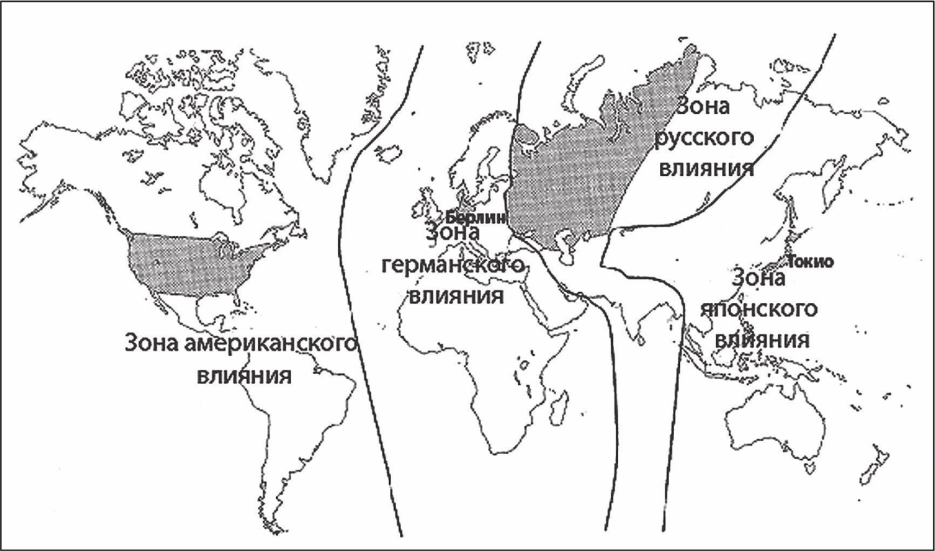 Зона
русского
влияния
Берлин
Зона
германского
влияния
Токио
Зона
японского
влияния
Зона американского
влияния